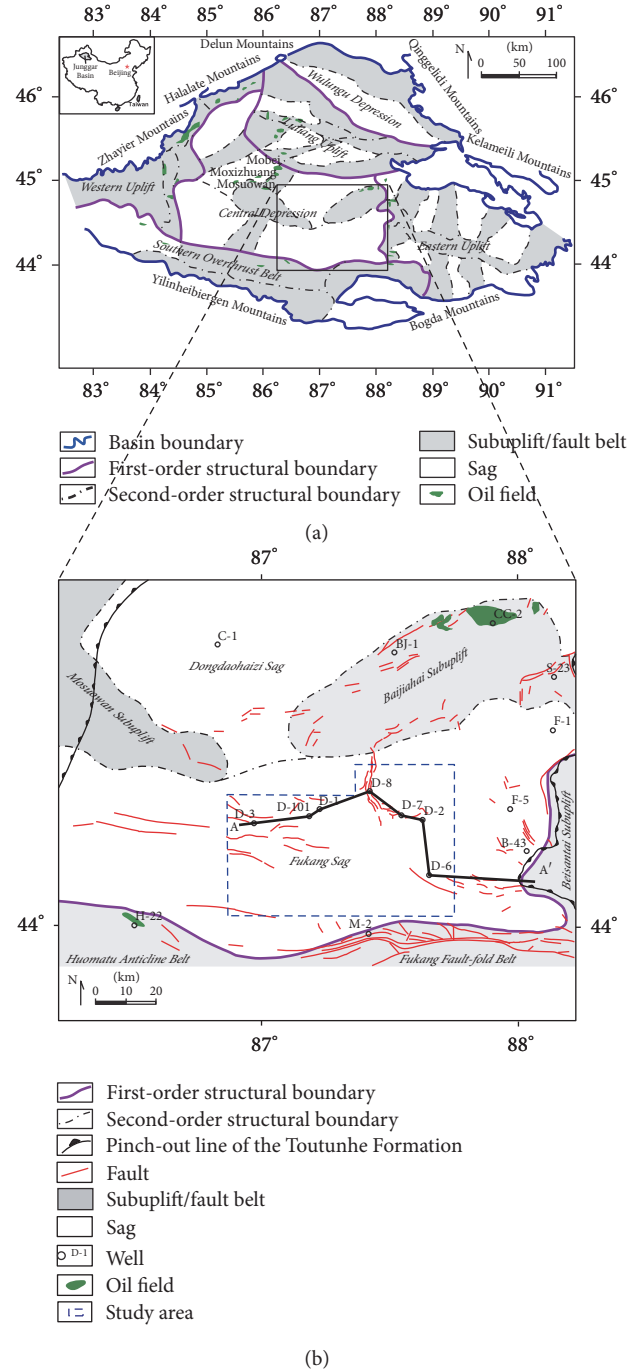 83° 84° 85° 86° 87° 88° 89° 90° 91°
Delun Mountains
N
(km)
0 50 100
Junggar
Basin
Beijing
Taiwan
Halalate Mountains
Qinggelidi Mountains
46°
46°
Wulungu Depression
Zhayier Mountains
Luliang Uplift
Kelameili Mountains
Mobei
Moxizhuang
Mosuowan
45°
45°
Western Uplift
Central Depression
Eastern Uplift
Southern Overthrust Belt
44°
44°
Yilinheibiergen Mountains
Bogda Mountains
83° 84° 85° 86° 87° 88° 89° 90° 91°
Basin boundary
First-order structural boundary
Second-order structural boundary
Subuplift/fault belt
Sag
Oil field
(a)
87° 88°
CC-2
C-1
BJ-1
Dongdaohaizi Sag
Baijiahai Subuplift
S-23
Mosuowan Subuplift
F-1
D-8
D-1
D-101
D-3
A
D-7
D-2
F-5
B-43
Beisantai Subuplift
Fukang Sag
D-6
A′
44°
44°
H-22
M-2
Huomatu Anticline Belt
Fukang Fault-fold Belt
N
(km)
0 10 20
87° 88°
First-order structural boundary
Second-order structural boundary
Pinch-out line of the Toutunhe Formation
Fault
Subuplift/fault belt
Sag
D-1 Well
Oil field
Study area
(b)